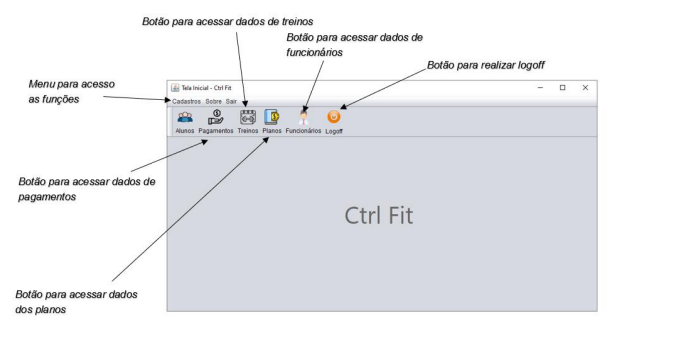 Botão para acessar dados de treinos
Botão para acessar dados de
funcionários
Botão para realizar logoff
Menu para acesso
as funções
Tela Inicial - Ctrl Fit
Cadastros Sobre Sair
Alunos Pagamentos Treinos Planos Funcionários Logoff
Botão para acessar dados de
pagamentos
Ctrl Fit
Botão para acessar dados
dos planos